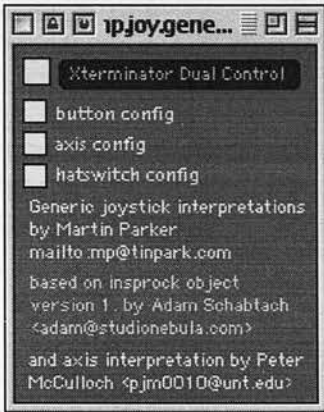 mp.joy.gene...
Xterminator Dual Control
button config
axis config
hatswitch config
Generic joystick interpretations
by Martin Parker
mailto:mp@tinpark.com
based on insprock object
version 1. by Adam Schabtach
<adam@studionebula.com>
and axis interpretation by Peter
McCulloch <pjm0010@unt.edu>